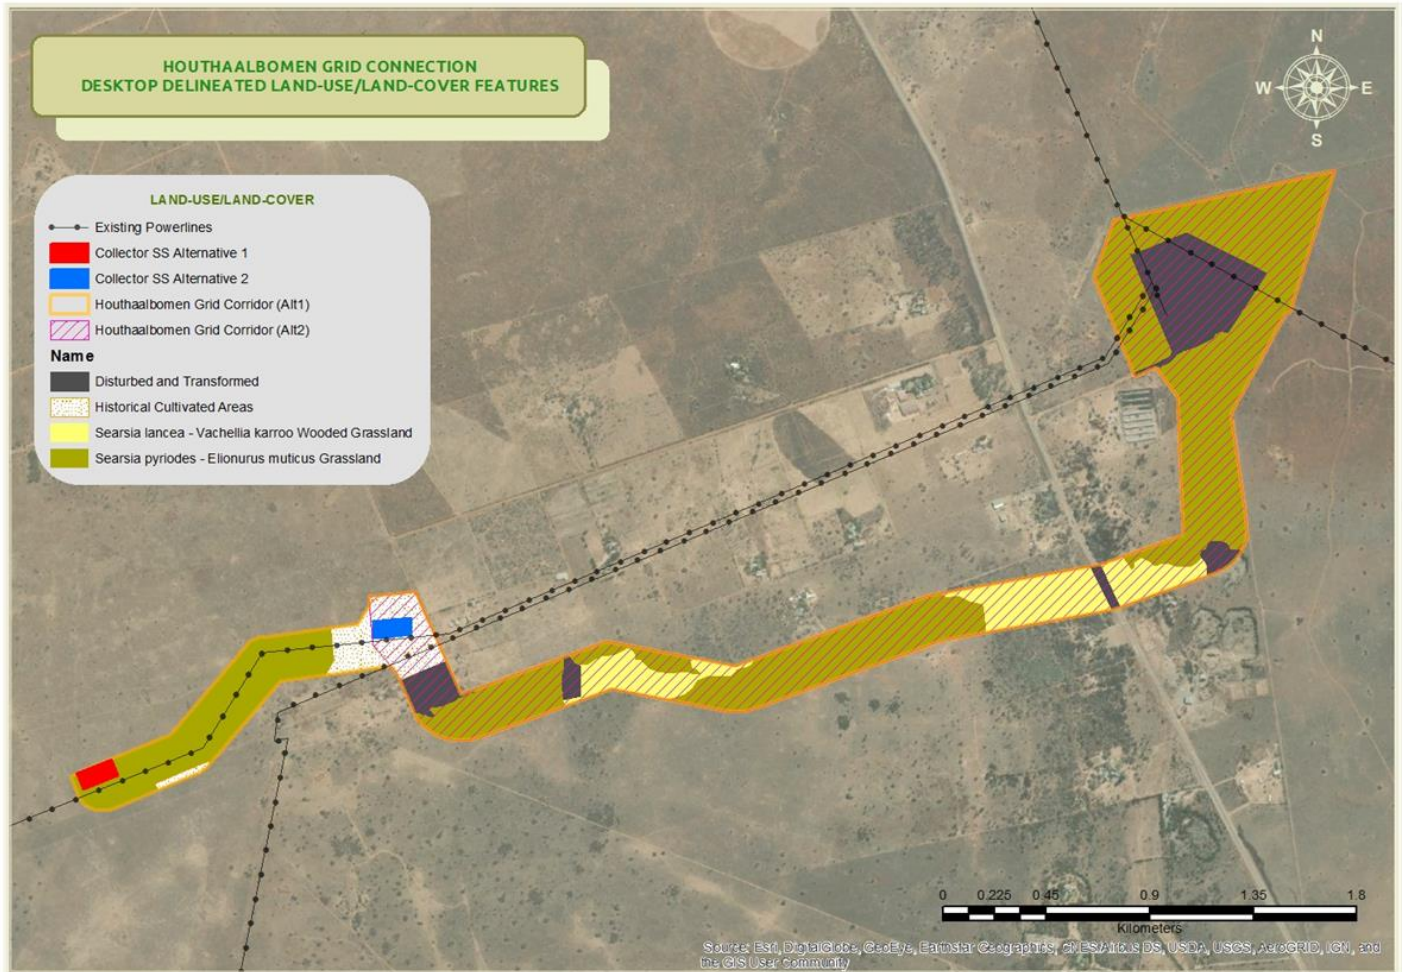 HOUTHAALBOMEN GRID CONNECTION
DESKTOP DELINEATED LAND-USE/LAND-COVER FEATURES
N
W
E
S
LAND-USE/LAND-COVER
Existing Powerlines
Collector SS Alternative 1
Collector SS Alternative 2
Houthaalbomen Grid Corridor (Alt1)
Houthaalbomen Grid Corridor (Alt2)
Name
Disturbed and Transformed
Historical Cultivated Areas
Searsia lancea - Vachellia karroo Wooded Grassland
Searsia pyriodes - Elionurus muticus Grassland
0 0.225 0.45 0.9 1.35 1.8
Kilometers
Source: Esri, DigitalGlobe, GeoEye, Earthstar Geographics, CNES/Airbus DS, USDA, USGS, AeroGRID, IGN, and
the GIS User Community